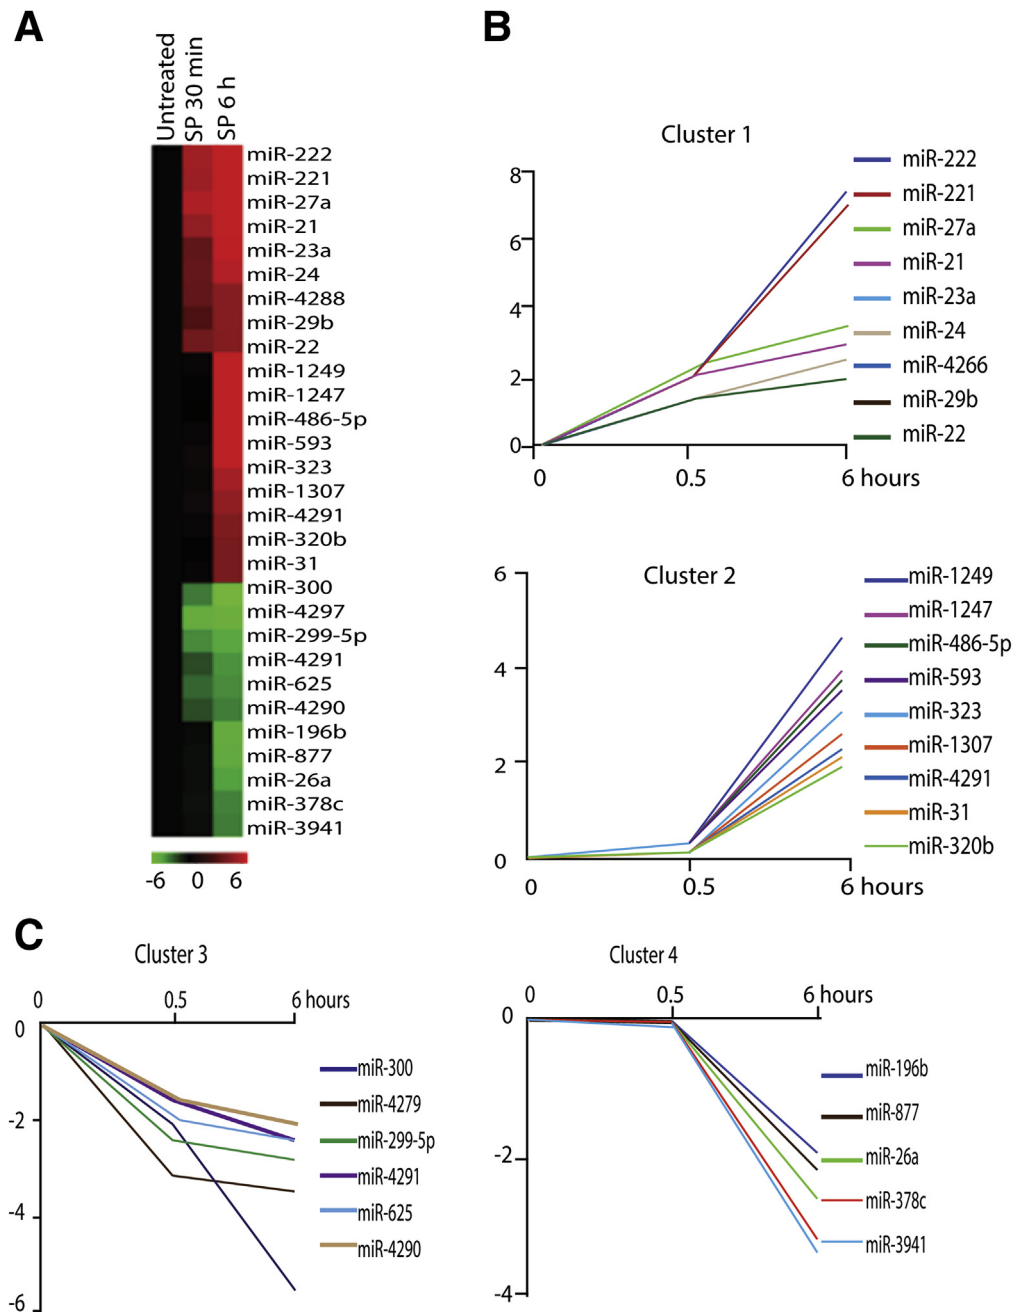 A
Untreated
SP 30 min
SP 6 h
miR-222
miR-221
miR-27a
miR-21
miR-23a
miR-24
miR-4288
miR-29b
miR-22
miR-1249
miR-1247
miR-486-5p
miR-593
miR-323
miR-1307
miR-4291
miR-320b
miR-31
miR-300
miR-4297
miR-299-5p
miR-4291
miR-625
miR-4290
miR-196b
miR-877
miR-26a
miR-378c
miR-3941
-6 0 6
B
Cluster 1
8
6
4
2
0
0 0.5 6 hours
miR-222
miR-221
miR-27a
miR-21
miR-23a
miR-24
miR-4266
miR-29b
miR-22
Cluster 2
6
4
2
0
0 0.5 6 hours
miR-1249
miR-1247
miR-486-5p
miR-593
miR-323
miR-1307
miR-4291
miR-31
miR-320b
C
Cluster 3
0 0.5 6 hours
0
-2
-4
-6
miR-300
miR-4279
miR-299-5p
miR-4291
miR-625
miR-4290
Cluster 4
0 0.5 6 hours
0
-2
-4
miR-196b
miR-877
miR-26a
miR-378c
miR-3941